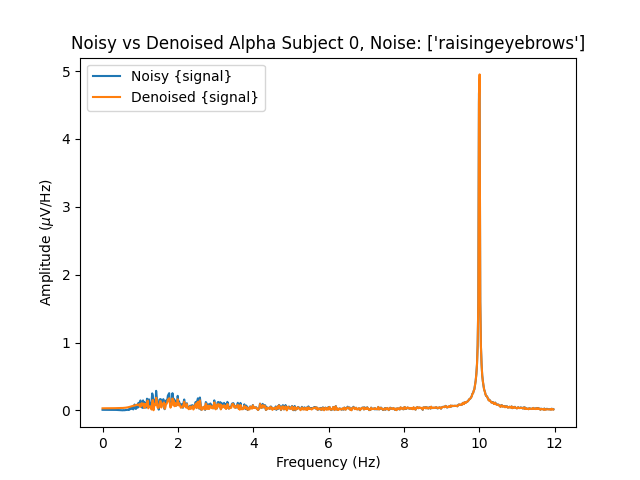 Noisy vs Denoised Alpha Subject 0, Noise: ['raisingeyebrows']
Noisy {signal}
Denoised {signal}
Amplitude (μV/Hz)
5
4
3
2
1
0
0 2 4 6 8 10 12
Frequency (Hz)